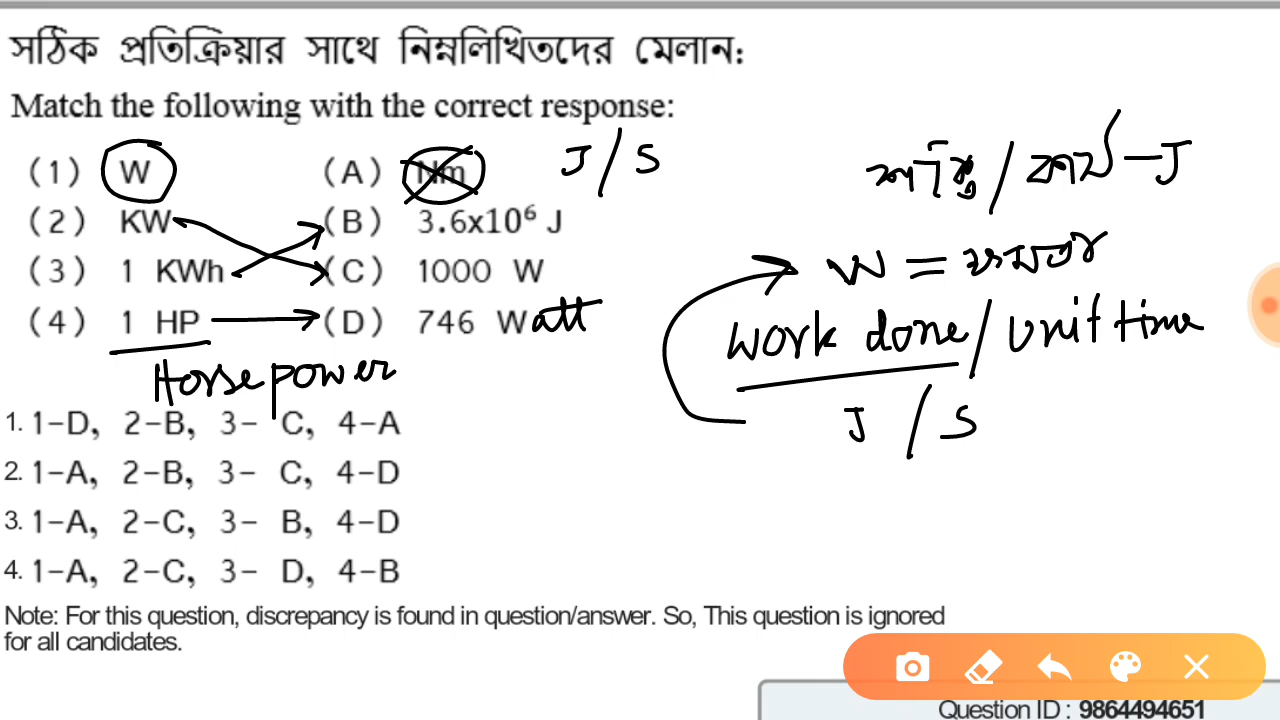 সঠিক প্রতিক্রিয়ার সাথে নিম্নলিখিতদের মেলান:
Match the following with the correct response:
(1) W (A) Nm J/S
(2) KW (B) 3.6x10⁶ J
(3) 1 KWh (C) 1000 W
(4) 1 HP (D) 746 Watt
Horse power
শক্তি/কার্য-J
W = ক্ষমতা
work done/unit time
J/S
1. 1-D, 2-B, 3- C, 4-A
2. 1-A, 2-B, 3- C, 4-D
3. 1-A, 2-C, 3- B, 4-D
4. 1-A, 2-C, 3- D, 4-B
Note: For this question, discrepancy is found in question/answer. So, This question is ignored
for all candidates.
Question ID : 9864494651